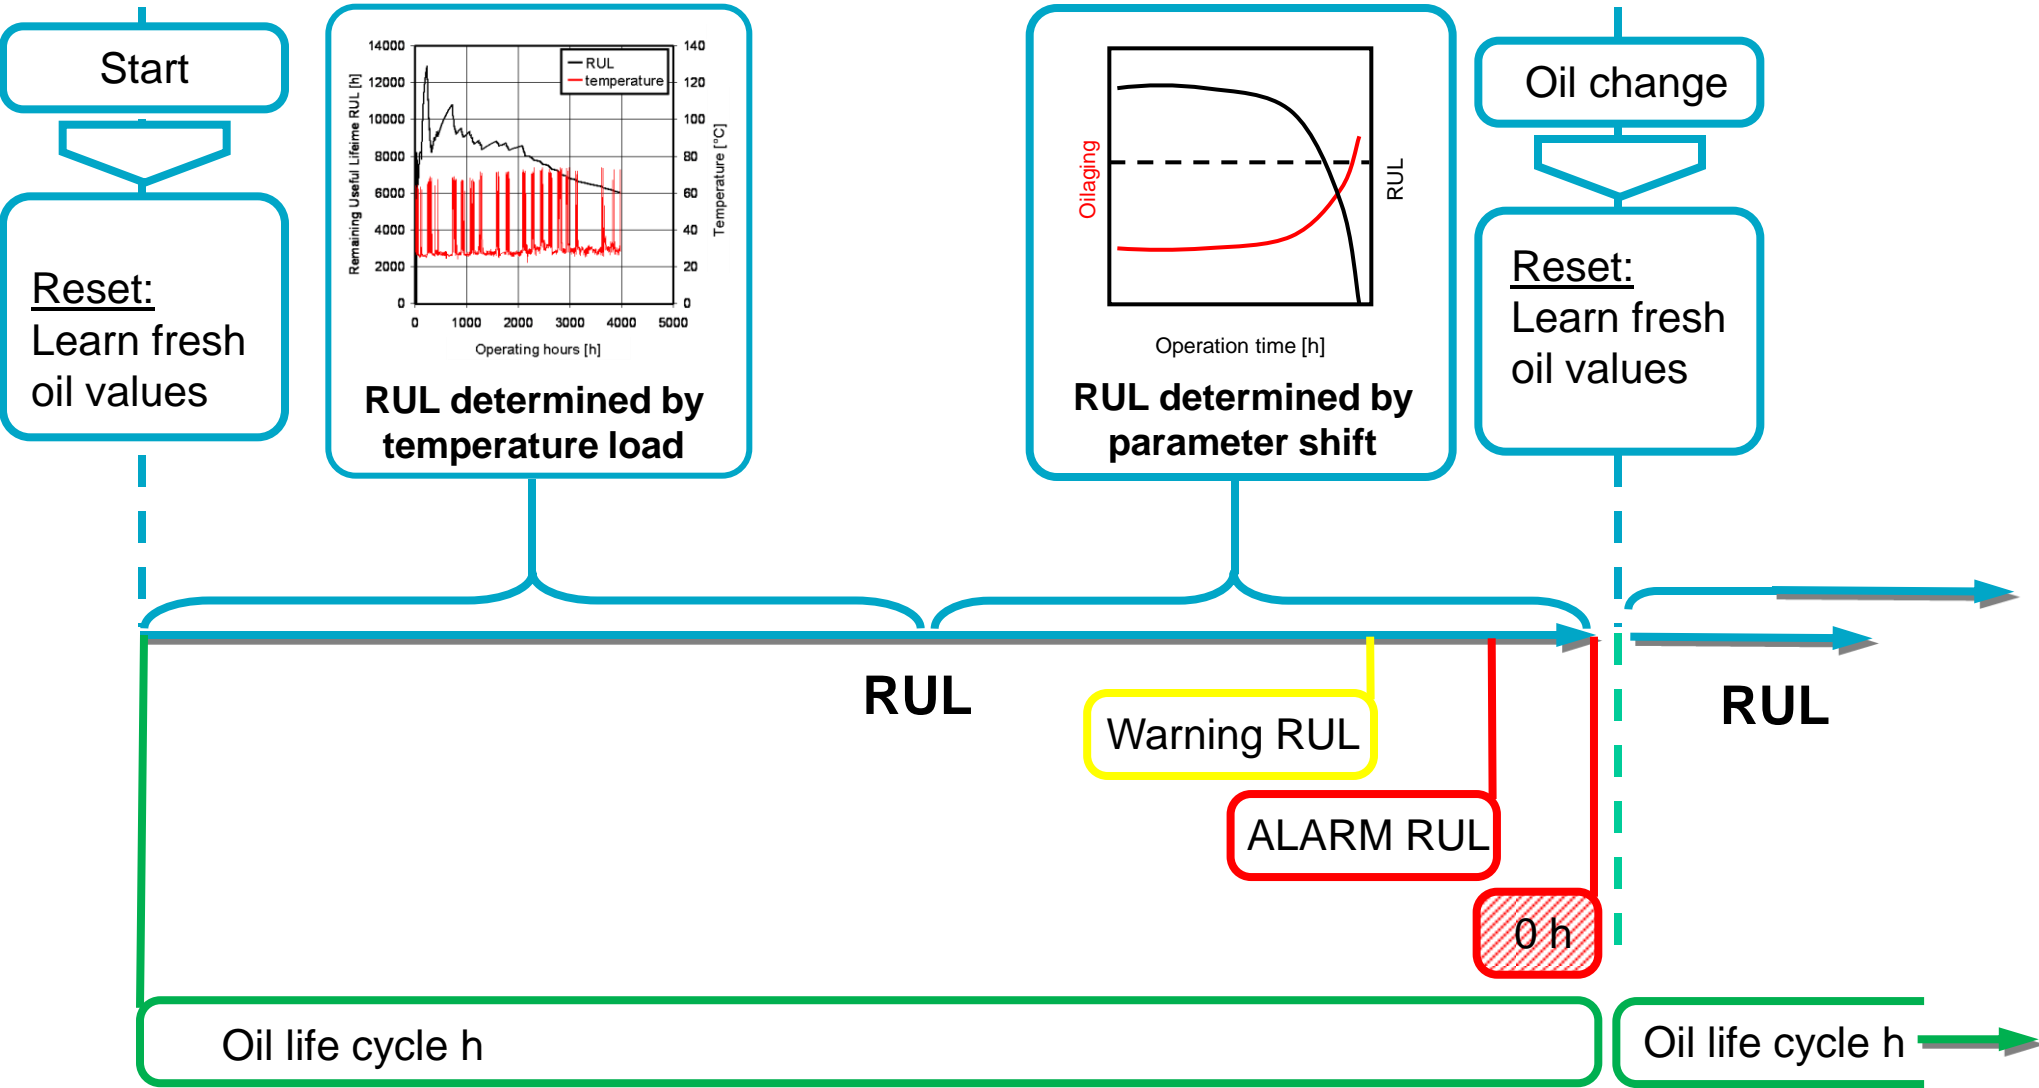 Start
Reset:
Learn fresh
oil values
14000
12000
10000
8000
6000
4000
2000
0
Remaining Useful Lifeime RUL [h]
RUL
temperature
140
120
100
80
60
40
20
0
Temperature [°C]
0 1000 2000 3000 4000 5000
Operating hours [h]
RUL determined by
temperature load
Oilaging
RUL
Operation time [h]
RUL determined by
parameter shift
Oil change
Reset:
Learn fresh
oil values
RUL
RUL
Warning RUL
ALARM RUL
0 h
Oil life cycle h
Oil life cycle h